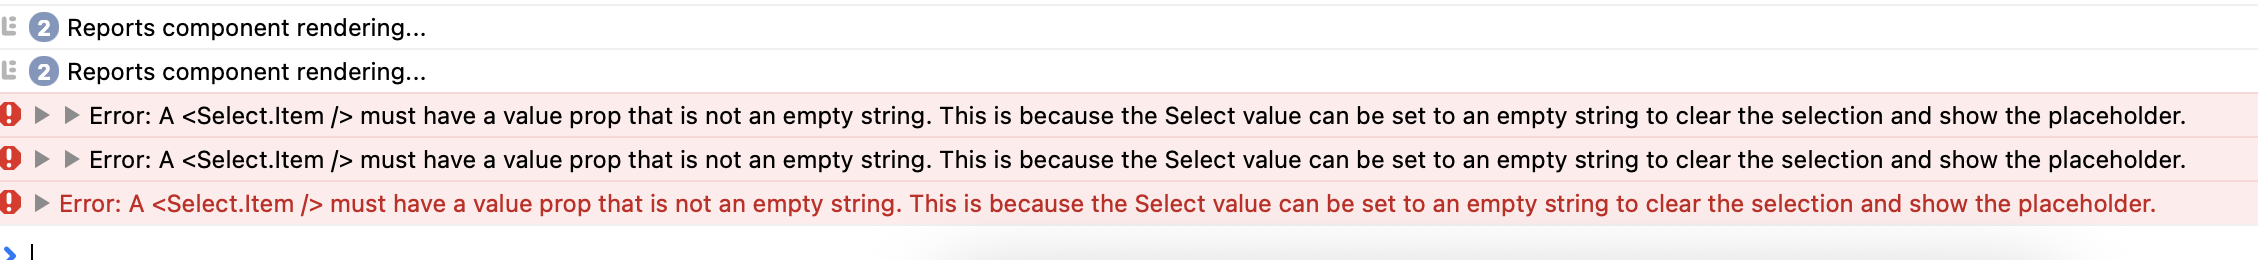 2 Reports component rendering...
2 Reports component rendering...
Error: A <Select.Item /> must have a value prop that is not an empty string. This is because the Select value can be set to an empty string to clear the selection and show the placeholder.
Error: A <Select.Item /> must have a value prop that is not an empty string. This is because the Select value can be set to an empty string to clear the selection and show the placeholder.
Error: A <Select.Item /> must have a value prop that is not an empty string. This is because the Select value can be set to an empty string to clear the selection and show the placeholder.